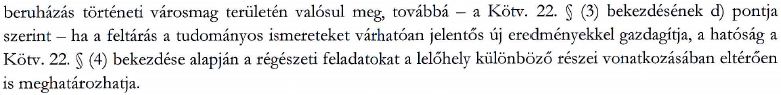 beruházás történeti városmag területén valósul meg, továbbá – a Kötv. 22. § (3) bekezdésének d) pontja
szerint – ha a feltárás a tudományos ismereteket várhatóan jelentős új eredményekkel gazdagítja, a hatóság a
Kötv. 22. § (4) bekezdése alapján a régészeti feladatokat a lelőhely különböző részei vonatkozásában eltérően
is meghatározhatja.